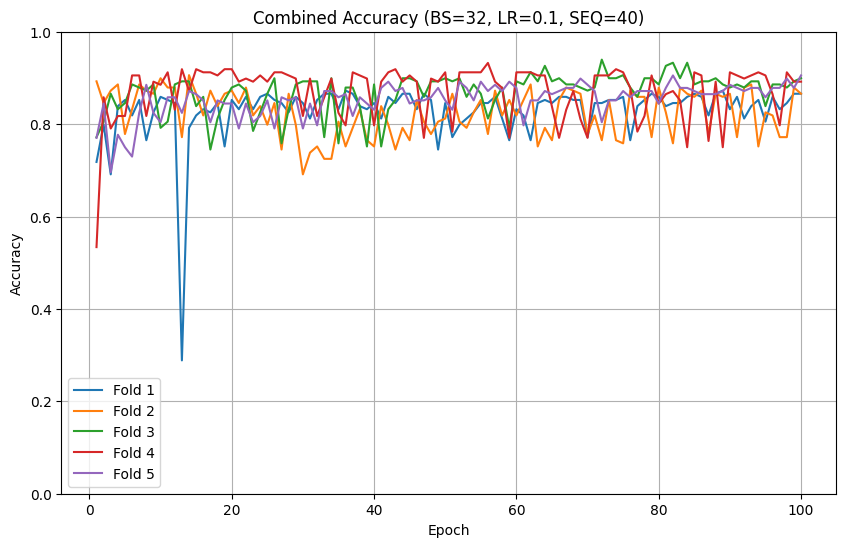 Combined Accuracy (BS=32, LR=0.1, SEQ=40)
1.0
0.8
0.6
0.4
0.2
0.0
Accuracy
Fold 1
Fold 2
Fold 3
Fold 4
Fold 5
0 20 40 60 80 100
Epoch